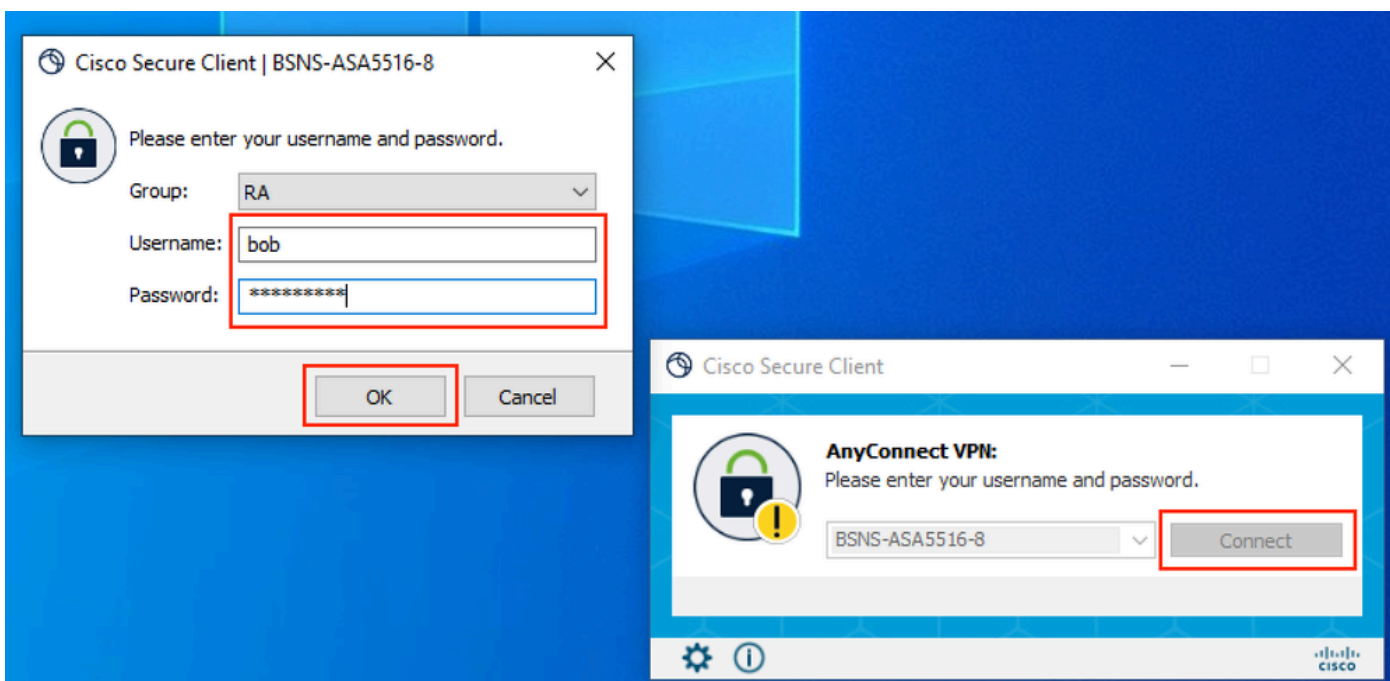 Cisco Secure Client | BSNS-ASA5516-8
Please enter your username and password.
Group: RA
Username: bob
Password: *********
OK Cancel
Cisco Secure Client
AnyConnect VPN:
Please enter your username and password.
BSNS-ASA5516-8 Connect
CISCO